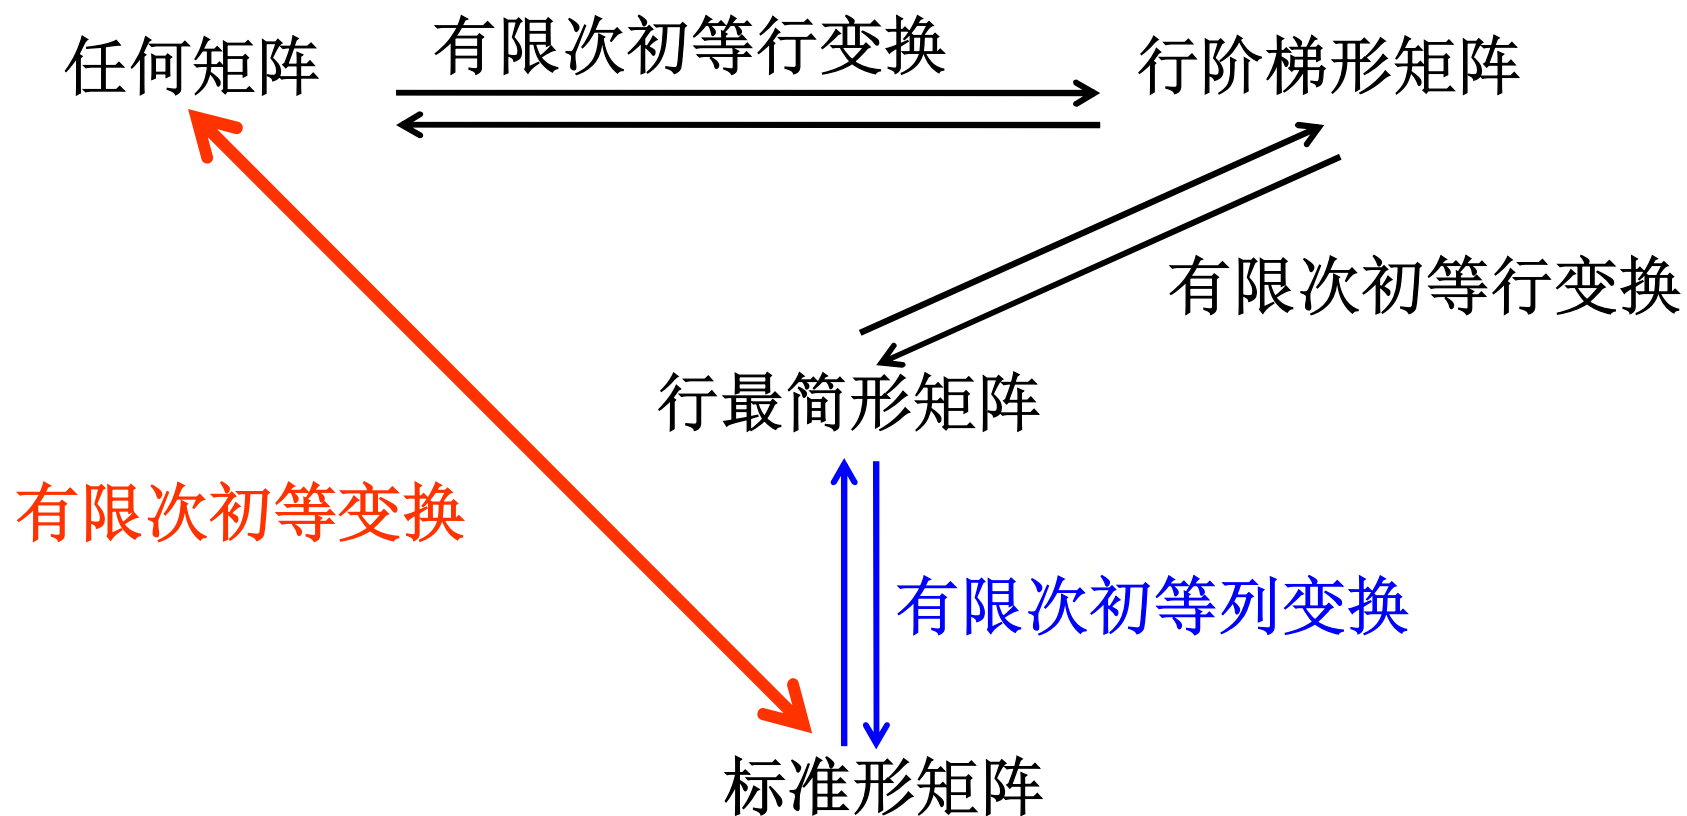 有限次初等行变换
任何矩阵
行阶梯形矩阵
有限次初等行变换
行最简形矩阵
有限次初等变换
有限次初等列变换
标准形矩阵